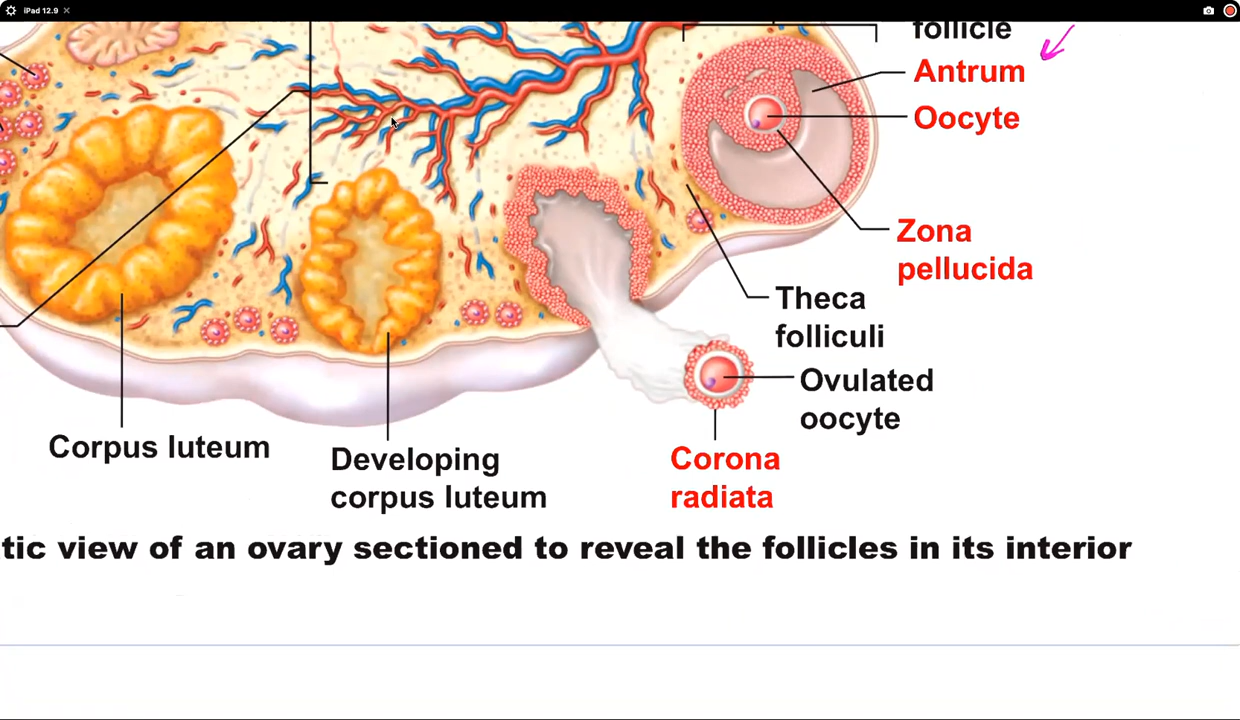 iPad 12.9
follicle
Antrum
Oocyte
Zona
pellucida
Theca
folliculi
Ovulated
oocyte
Corpus luteum
Developing
corpus luteum
Corona
radiata
tic view of an ovary sectioned to reveal the follicles in its interior